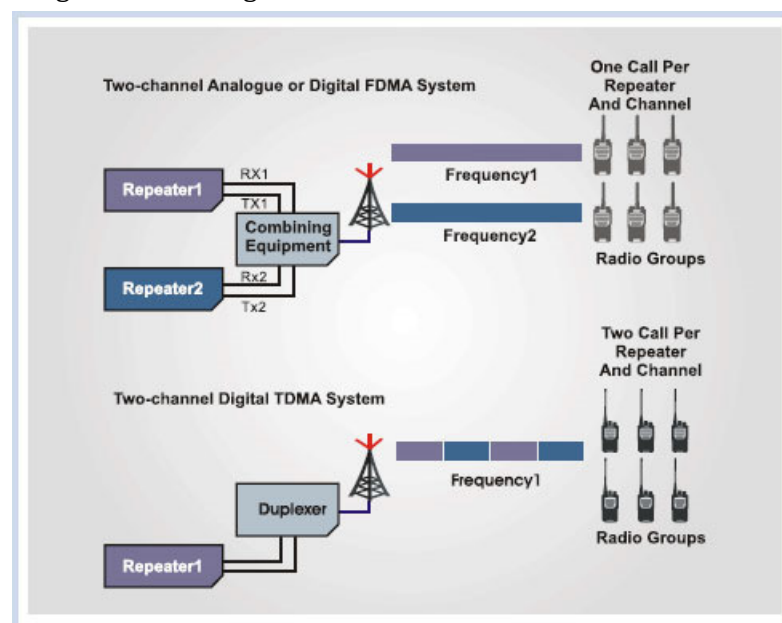 Two-channel Analogue or Digital FDMA System
One Call Per
Repeater
And Channel
RX1
Repeater1
TX1
Combining
Equipment
Frequency1
Rx2
Repeater2
Tx2
Frequency2
Radio Groups
Two Call Per
Repeater
And Channel
Two-channel Digital TDMA System
Duplexer
Frequency1
Repeater1
Radio Groups